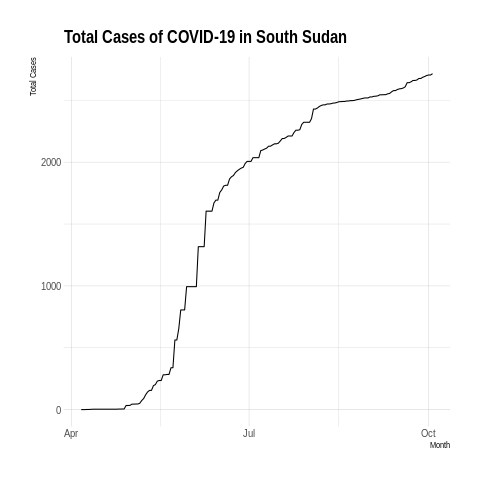 Total Cases of COVID-19 in South Sudan
Total Cases
2000
1000
0
Apr
Jul
Oct
Month